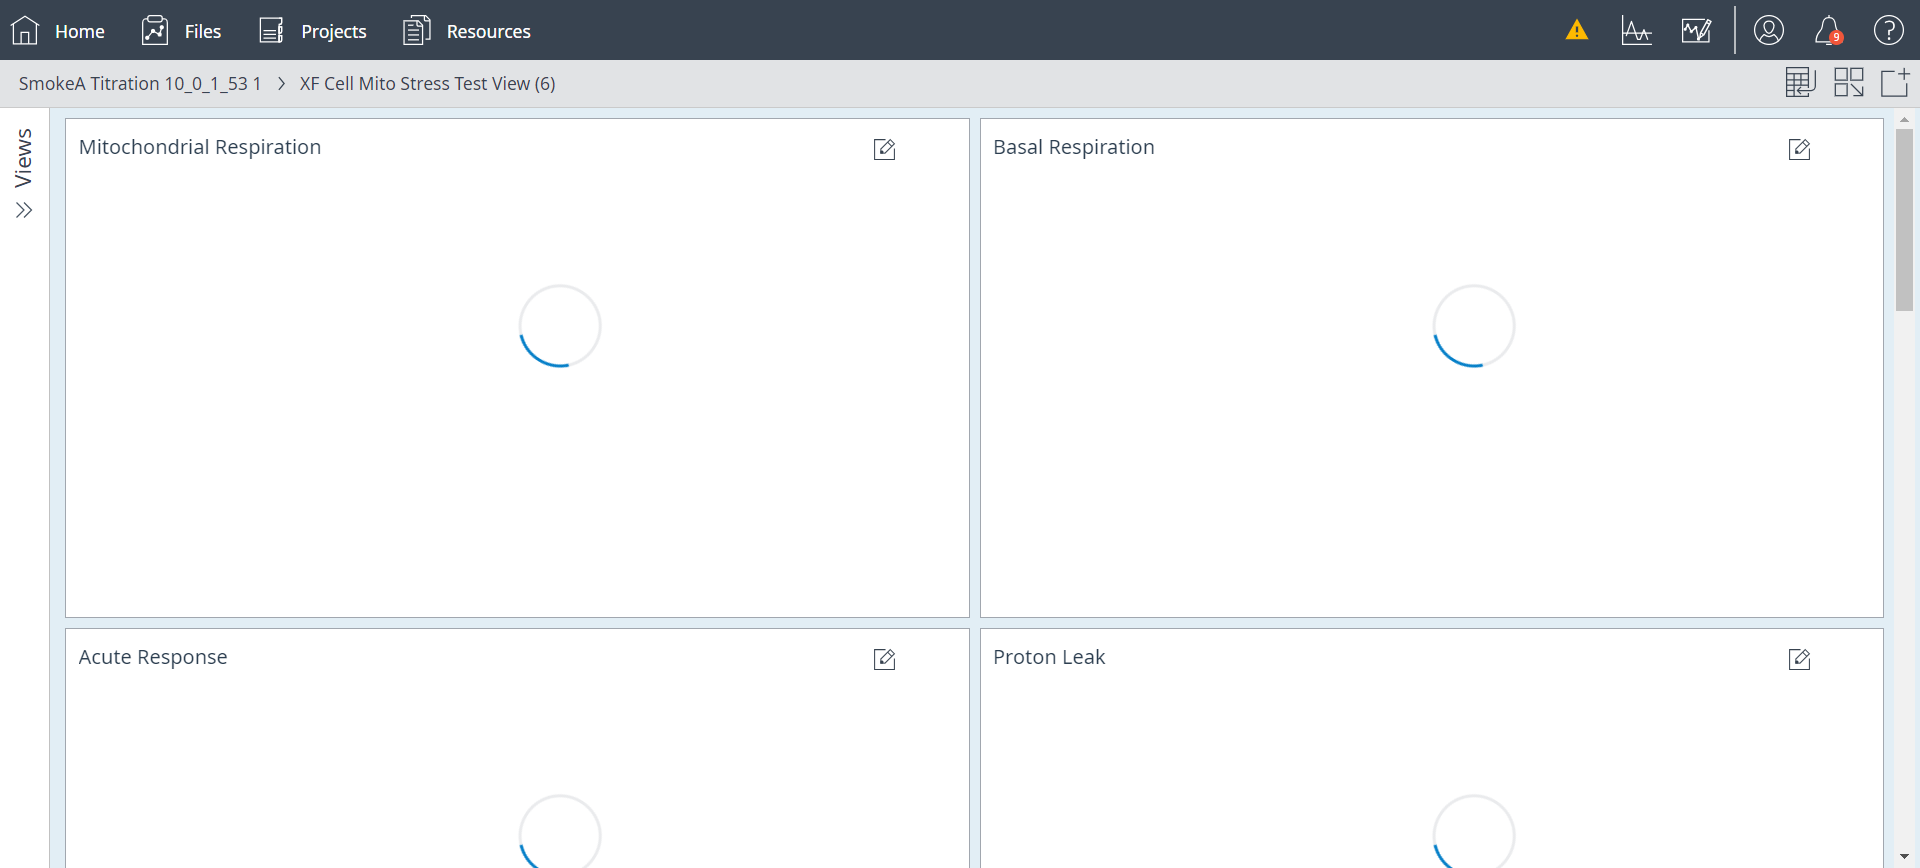 Home Files Projects Resources
9
SmokeA Titration 10_0_1_53 1 > XF Cell Mito Stress Test View (6)
Views
Mitochondrial Respiration
Basal Respiration
Acute Response
Proton Leak